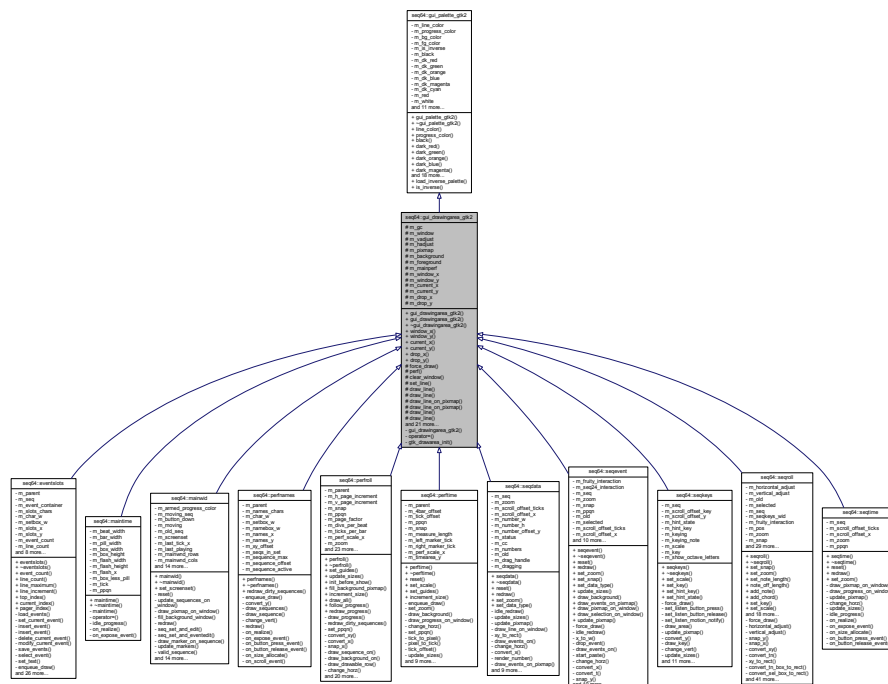 seq64::gui_palette_gtk2
- m_line_color
- m_progress_color
- m_bg_color
- m_fg_color
- m_is_inverse
- m_black
- m_dk_red
- m_dk_green
- m_dk_orange
- m_dk_blue
- m_dk_magenta
- m_dk_cyan
- m_red
- m_white
and 11 more...
+ gui_palette_gtk2()
+ ~gui_palette_gtk2()
+ line_color()
+ progress_color()
+ black()
+ dark_red()
+ dark_green()
+ dark_orange()
+ dark_blue()
+ dark_magenta()
and 18 more...
+ load_inverse_palette()
+ is_inverse()
seq64::gui_drawingarea_gtk2
# m_gc
# m_window
# m_vadjust
# m_hadjust
# m_pixmap
# m_background
# m_foreground
# m_mainperf
# m_window_x
# m_window_y
# m_current_x
# m_current_y
# m_drop_x
# m_drop_y
+ gui_drawingarea_gtk2()
+ gui_drawingarea_gtk2()
+ ~gui_drawingarea_gtk2()
+ window_x()
+ window_y()
+ current_x()
+ current_y()
+ drop_x()
+ drop_y()
# force_draw()
# perf()
# clear_window()
# set_line()
# draw_line()
# draw_line()
# draw_line()
# draw_line_on_pixmap()
# draw_line_on_pixmap()
# draw_line()
# draw_line()
and 21 more...
- gui_drawingarea_gtk2()
- operator=()
- gtk_drawarea_init()
seq64::eventslots
- m_parent
- m_seq
- m_event_container
- m_slots_chars
- m_char_w
- m_setbox_w
- m_slots_x
- m_slots_y
- m_event_count
- m_line_count
and 8 more...
+ eventslots()
+ ~eventslots()
+ event_count()
+ line_count()
+ line_maximum()
+ line_increment()
+ top_index()
+ current_index()
+ pager_index()
- load_events()
- set_current_event()
- insert_event()
- insert_event()
- delete_current_event()
- modify_current_event()
- save_events()
- select_event()
- set_text()
- enqueue_draw()
and 26 more...
seq64::maintime
- m_beat_width
- m_bar_width
- m_pill_width
- m_box_width
- m_box_height
- m_flash_width
- m_flash_height
- m_flash_x
- m_box_less_pill
- m_tick
- m_ppqn
+ maintime()
+ ~maintime()
- maintime()
- operator=()
- idle_progress()
- on_realize()
- on_expose_event()
seq64::mainwid
- m_armed_progress_color
- m_moving_seq
- m_button_down
- m_moving
- m_old_seq
- m_screenset
- m_last_tick_x
- m_last_playing
- m_mainwnd_rows
- m_mainwnd_cols
and 14 more...
+ mainwid()
+ ~mainwid()
+ set_screenset()
- reset()
- update_sequences_on
_window()
- draw_pixmap_on_window()
- fill_background_window()
- redraw()
- seq_set_and_edit()
- seq_set_and_eventedit()
- draw_marker_on_sequence()
- update_markers()
- valid_sequence()
and 14 more...
seq64::perfnames
- m_parent
- m_names_chars
- m_char_w
- m_setbox_w
- m_namebox_w
- m_names_x
- m_names_y
- m_xy_offset
- m_seqs_in_set
- m_sequence_max
- m_sequence_offset
- m_sequence_active
+ perfnames()
+ ~perfnames()
+ redraw_dirty_sequences()
- enqueue_draw()
- convert_y()
- draw_sequences()
- draw_sequence()
- change_vert()
- redraw()
- on_realize()
- on_expose_event()
- on_button_press_event()
- on_button_release_event()
- on_size_allocate()
- on_scroll_event()
seq64::perfroll
- m_parent
- m_h_page_increment
- m_v_page_increment
- m_snap
- m_ppqn
- m_page_factor
- m_divs_per_beat
- m_ticks_per_bar
- m_perf_scale_x
- m_zoom
and 23 more...
+ perfroll()
+ ~perfroll()
+ set_guides()
+ update_sizes()
+ init_before_show()
+ fill_background_pixmap()
+ increment_size()
+ draw_all()
+ follow_progress()
+ redraw_progress()
- draw_progress()
- redraw_dirty_sequences()
- set_ppqn()
- convert_xy()
- convert_x()
- snap_x()
- draw_sequence_on()
- draw_background_on()
- draw_drawable_row()
- change_horz()
and 20 more...
seq64::perftime
- m_parent
- m_4bar_offset
- m_tick_offset
- m_ppqn
- m_snap
- m_measure_length
- m_left_marker_tick
- m_right_marker_tick
- m_perf_scale_x
- m_timearea_y
+ perftime()
+ ~perftime()
+ reset()
+ set_scale()
+ set_guides()
+ increment_size()
- enqueue_draw()
- set_zoom()
- draw_background()
- draw_progress_on_window()
- change_horz()
- set_ppqn()
- tick_to_pixel()
- pixel_to_tick()
- tick_offset()
- update_sizes()
and 9 more...
seq64::seqdata
- m_seq
- m_zoom
- m_scroll_offset_ticks
- m_scroll_offset_x
- m_number_w
- m_number_h
- m_number_offset_y
- m_status
- m_cc
- m_numbers
- m_old
- m_drag_handle
- m_dragging
+ seqdata()
+ ~seqdata()
+ reset()
+ redraw()
+ set_zoom()
+ set_data_type()
- idle_redraw()
- update_sizes()
- update_pixmap()
- draw_line_on_window()
- xy_to_rect()
- draw_events_on()
- change_horz()
- convert_x()
- render_number()
- draw_events_on_pixmap()
and 9 more...
seq64::seqevent
- m_fruity_interaction
- m_seq24_interaction
- m_seq
- m_zoom
- m_snap
- m_ppqn
- m_old
- m_selected
- m_scroll_offset_ticks
- m_scroll_offset_x
and 10 more...
+ seqevent()
+ ~seqevent()
+ reset()
+ redraw()
+ set_zoom()
+ set_snap()
+ set_data_type()
+ update_sizes()
+ draw_background()
+ draw_events_on_pixmap()
+ draw_pixmap_on_window()
+ draw_selection_on_window()
+ update_pixmap()
- force_draw()
- idle_redraw()
- x_to_w()
- drop_event()
- draw_events_on()
- start_paste()
- change_horz()
- convert_x()
- convert_t()
- snap_y()
seq64::seqkeys
- m_seq
- m_scroll_offset_key
- m_scroll_offset_y
- m_hint_state
- m_hint_key
- m_keying
- m_keying_note
- m_scale
- m_key
- m_show_octave_letters
+ seqkeys()
+ ~seqkeys()
+ set_scale()
+ set_key()
+ set_hint_key()
+ set_hint_state()
- force_draw()
- set_listen_button_press()
- set_listen_button_release()
- set_listen_motion_notify()
- draw_area()
- update_pixmap()
- convert_y()
- draw_key()
- change_vert()
- update_sizes()
and 11 more...
seq64::seqroll
- m_horizontal_adjust
- m_vertical_adjust
- m_old
- m_selected
- m_seq
- m_seqkeys_wid
- m_fruity_interaction
- m_pos
- m_zoom
- m_snap
and 29 more...
+ seqroll()
+ ~seqroll()
+ set_snap()
+ set_zoom()
+ set_note_length()
+ note_off_length()
+ add_note()
+ add_chord()
+ set_key()
+ set_scale()
and 18 more...
- force_draw()
- horizontal_adjust()
- vertical_adjust()
- snap_y()
- snap_x()
- convert_xy()
- convert_tn()
- xy_to_rect()
- convert_tn_box_to_rect()
- convert_sel_box_to_rect()
and 41 more...
seq64::seqtime
- m_seq
- m_scroll_offset_ticks
- m_scroll_offset_x
- m_zoom
- m_ppqn
+ seqtime()
+ ~seqtime()
+ reset()
+ redraw()
+ set_zoom()
- draw_pixmap_on_window()
- draw_progress_on_window()
- update_pixmap()
- change_horz()
- update_sizes()
- idle_progress()
- on_realize()
- on_expose_event()
- on_size_allocate()
- on_button_press_event()
- on_button_release_event()